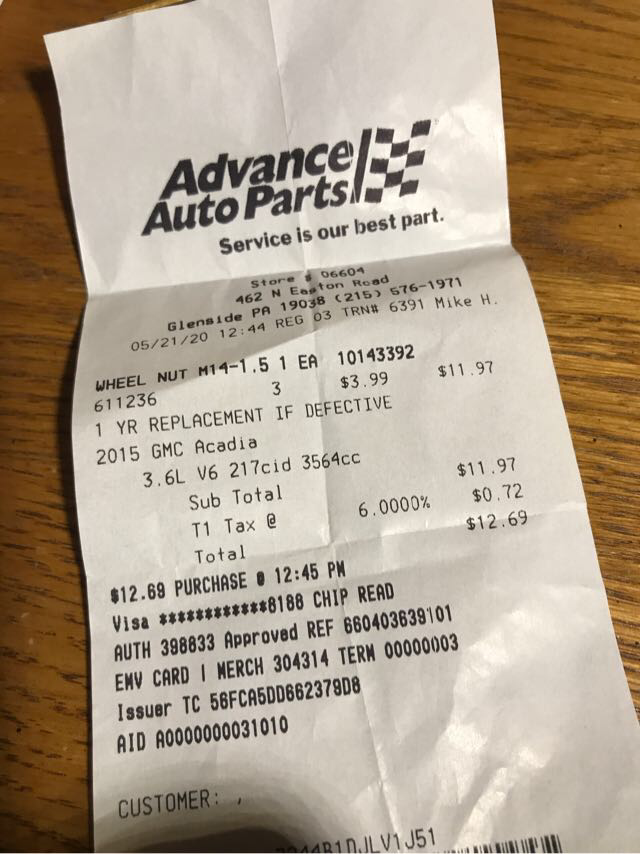 Advance
Auto Parts
Service is our best part.
Store # 06604
462 N Easton Road
Glenside PA 19038 (215) 576-1971
05/21/20 12:44 REG 03 TRN# 6391 Mike H.
WHEEL NUT M14-1.5 1 EA 10143392
611236 3 $3.99 $11.97
1 YR REPLACEMENT IF DEFECTIVE
2015 GMC Acadia
3.6L V6 217cid 3564cc
Sub Total $11.97
T1 Tax @ 6.0000% $0.72
Total $12.69
$12.69 PURCHASE @ 12:45 PM
Visa ************8188 CHIP READ
AUTH 398833 Approved REF 660403639101
EMV CARD | MERCH 304314 TERM 00000003
Issuer TC 56FCA5DD662379D8
AID A0000000031010
CUSTOMER: ,